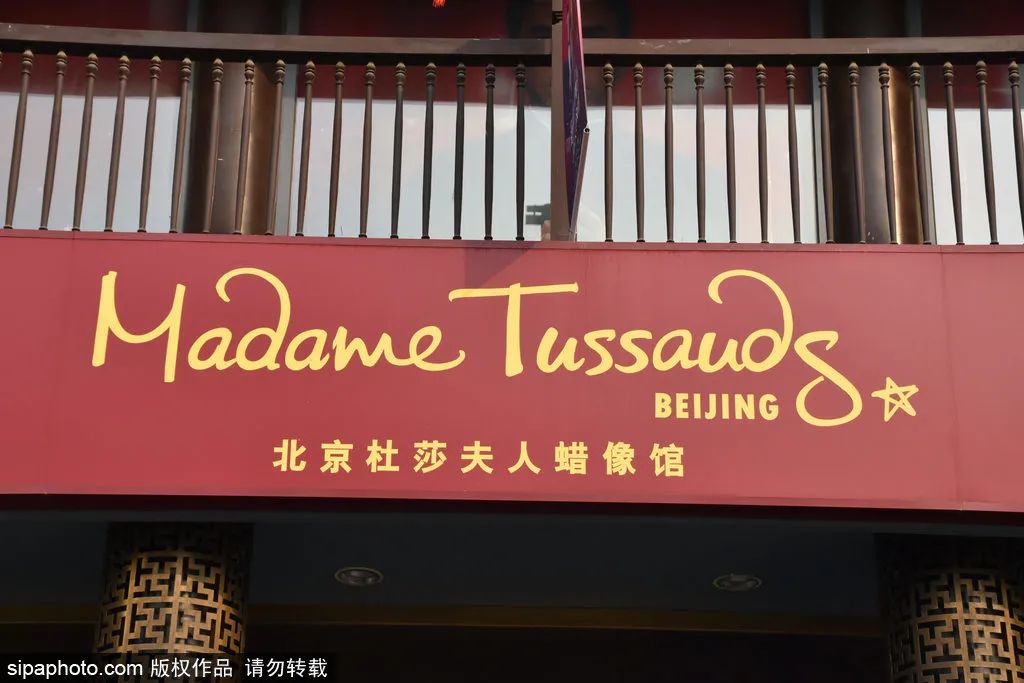 Madame Tussauds
BEIJING
北京杜莎夫人蜡像馆
sipaphoto.com 版权作品 请勿转载